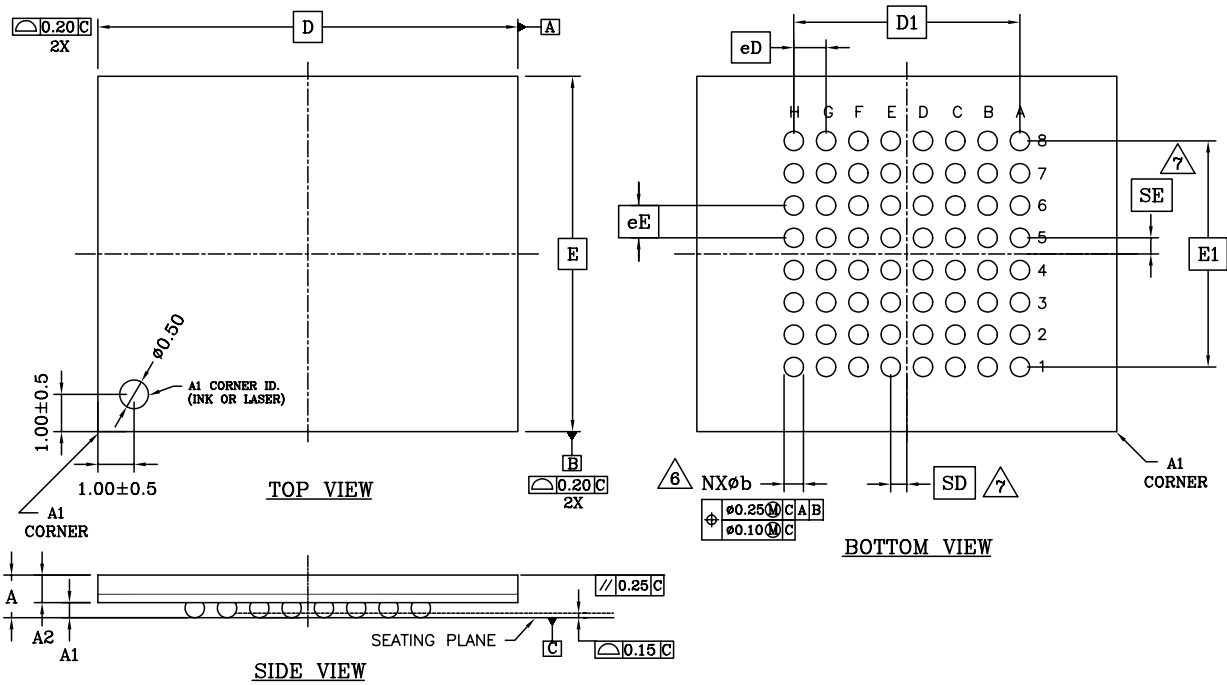 ⌓ 0.20 C
2X
D
A
E
B
⌓ 0.20 C
2X
ø0.50
A1 CORNER ID.
(INK OR LASER)
1.00±0.5
1.00±0.5
A1
CORNER
TOP VIEW
D1
eD
H G F E D C B A
8
7
6
5
4
3
2
1
7
SE
eE
E1
6
NXøb
⌖ ø0.25Ⓜ C A B
ø0.10Ⓜ C
SD
7
A1
CORNER
BOTTOM VIEW
A
A2
A1
// 0.25 C
SEATING PLANE
C
⌓ 0.15 C
SIDE VIEW